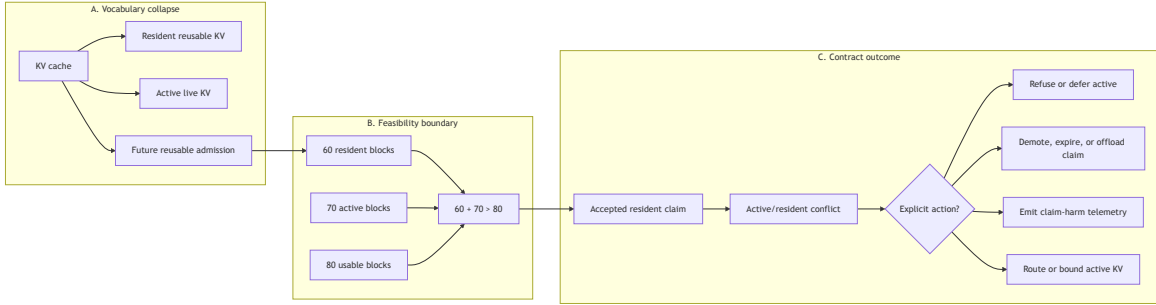 A. Vocabulary collapse
KV cache
Resident reusable KV
Active live KV
Future reusable admission
B. Feasibility boundary
60 resident blocks
70 active blocks
80 usable blocks
60 + 70 > 80
C. Contract outcome
Accepted resident claim
Active/resident conflict
Explicit action?
Refuse or defer active
Demote, expire, or offload
claim
Emit claim-harm telemetry
Route or bound active KV